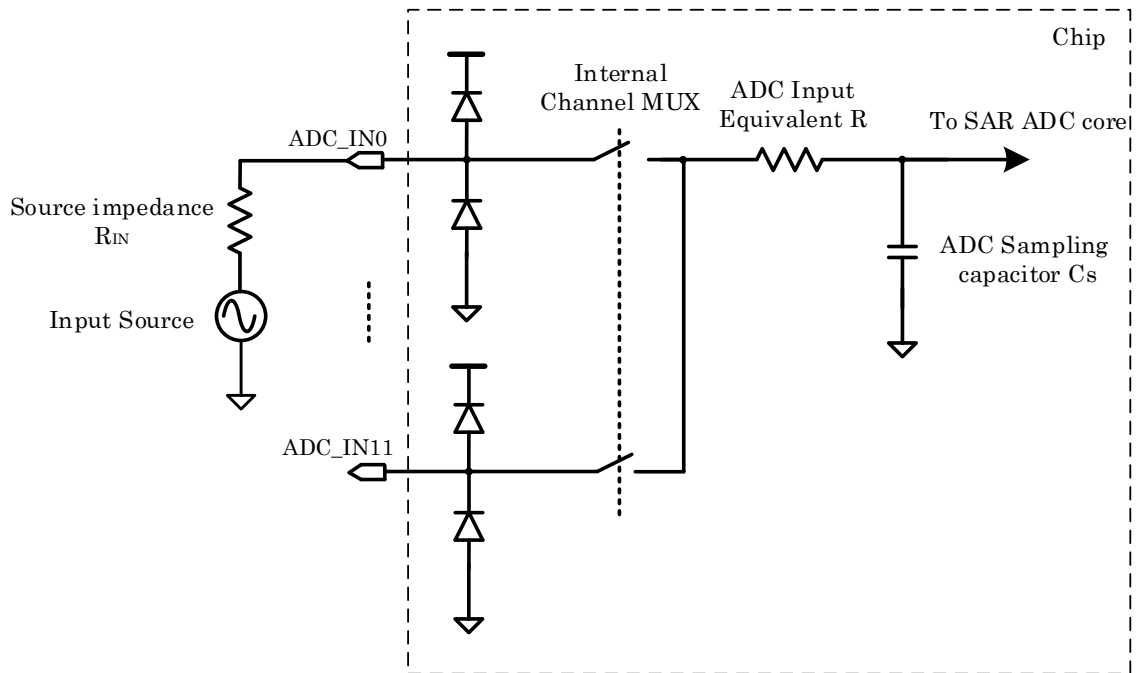 Chip
Internal
Channel MUX
ADC Input
Equivalent R
To SAR ADC core
ADC_IN0
Source impedance
RIN
Input Source
ADC Sampling
capacitor Cs
ADC_IN11